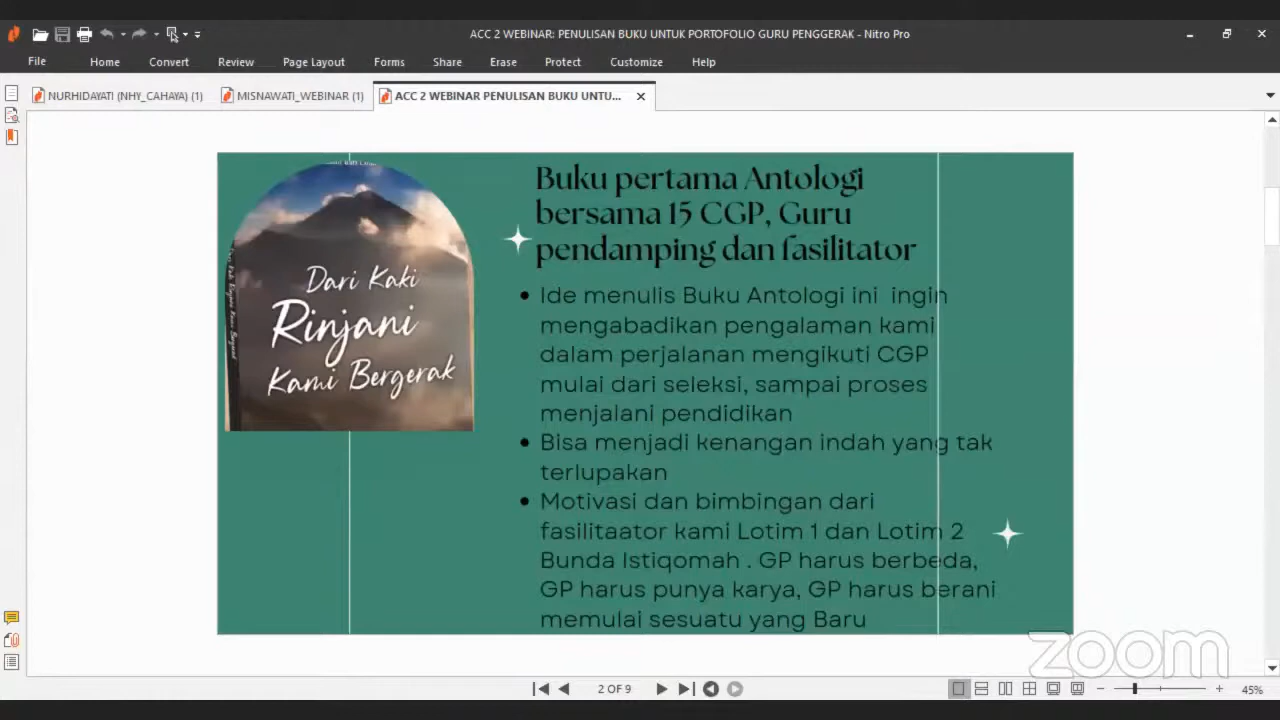 ACC 2 WEBINAR: PENULISAN BUKU UNTUK PORTOFOLIO GURU PENGGERAK - Nitro Pro
File Home Convert Review Page Layout Forms Share Erase Protect Customize Help
NURHIDAYATI (NHY_CAHAYA) (1) MISNAWATI_WEBINAR (1) ACC 2 WEBINAR PENULISAN BUKU UNTU...
Dari Kaki
Rinjani
Kami Bergerak
Buku pertama Antologi
bersama 15 CGP, Guru
pendamping dan fasilitator
Ide menulis Buku Antologi ini ingin
mengabadikan pengalaman kami
dalam perjalanan mengikuti CGP
mulai dari seleksi, sampai proses
menjalani pendidikan
Bisa menjadi kenangan indah yang tak
terlupakan
Motivasi dan bimbingan dari
fasilitaator kami Lotim 1 dan Lotim 2
Bunda Istiqomah . GP harus berbeda,
GP harus punya karya, GP harus berani
memulai sesuatu yang Baru
zoom
2 OF 9
45%